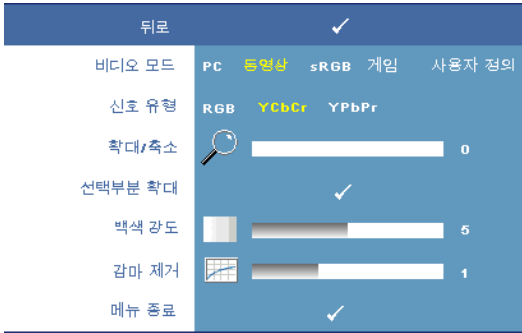 뒤로
비디오 모드 PC 동영상 sRGB 게임 사용자 정의
신호 유형 RGB YCbCr YPbPr
확대/축소 0
선택부분 확대
백색 강도 5
감마 제거 1
메뉴 종료